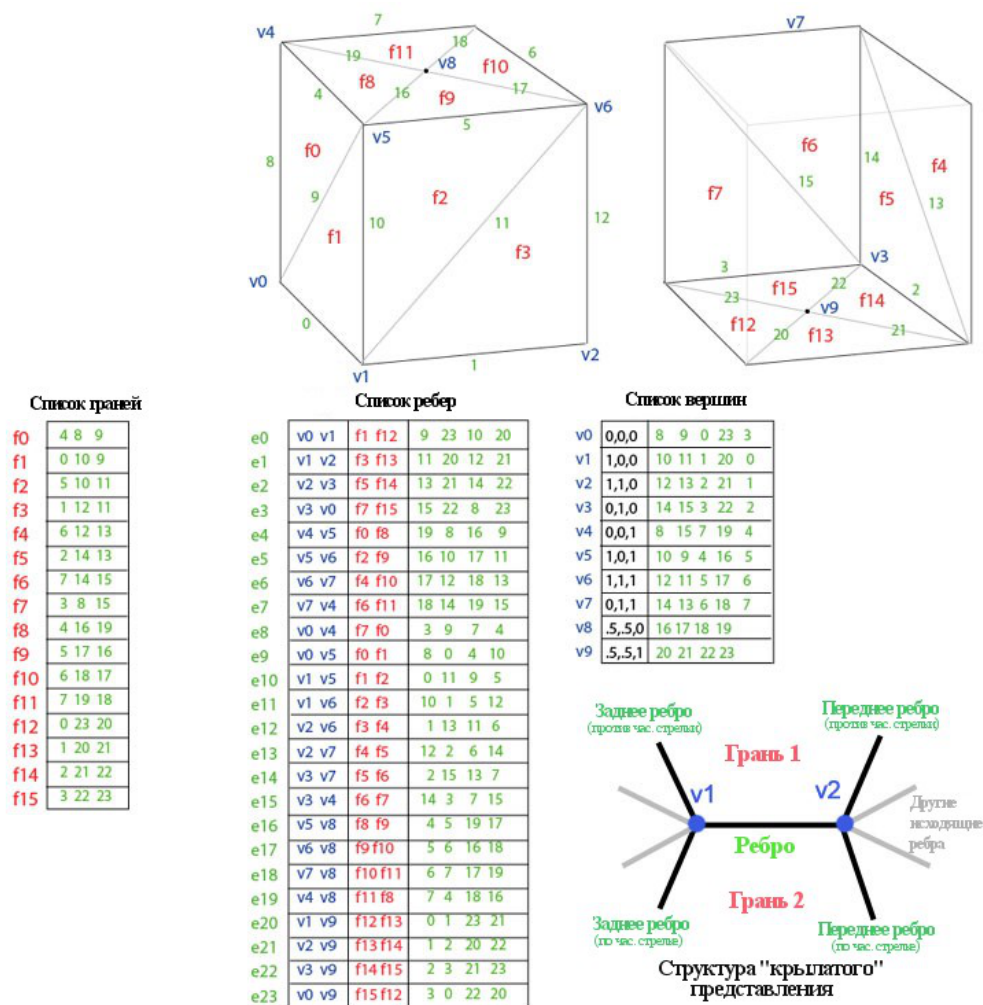 7
v4
18
f11
19
v8
6
f10
f8
4
16
f9
17
v6
v5
5
f0
8
9
f2
10
12
11
f1
f3
v0
0
v1
1
v2
v7
f6
14
f4
15
f7
f5
13
3
v3
f15
22
2
23
f14
v9
f12
20
f13
21
Список граней
f0 4 8 9
f1 0 10 9
f2 5 10 11
f3 1 12 11
f4 6 12 13
f5 2 14 13
f6 7 14 15
f7 3 8 15
f8 4 16 19
f9 5 17 16
f10 6 18 17
f11 7 19 18
f12 0 23 20
f13 1 20 21
f14 2 21 22
f15 3 22 23
Список ребер
e0 v0 v1 f1 f12 9 23 10 20
e1 v1 v2 f3 f13 11 20 12 21
e2 v2 v3 f5 f14 13 21 14 22
e3 v3 v0 f7 f15 15 22 8 23
e4 v4 v5 f0 f8 19 8 16 9
e5 v5 v6 f2 f9 16 10 17 11
e6 v6 v7 f4 f10 17 12 18 13
e7 v7 v4 f6 f11 18 14 19 15
e8 v0 v4 f7 f0 3 9 7 4
e9 v0 v5 f0 f1 8 0 4 10
e10 v1 v5 f1 f2 0 11 9 5
e11 v1 v6 f2 f3 10 1 5 12
e12 v2 v6 f3 f4 1 13 11 6
e13 v2 v7 f4 f5 12 2 6 14
e14 v3 v7 f5 f6 2 15 13 7
e15 v3 v4 f6 f7 14 3 7 15
e16 v5 v8 f8 f9 4 5 19 17
e17 v6 v8 f9 f10 5 6 16 18
e18 v7 v8 f10 f11 6 7 17 19
e19 v4 v8 f11 f8 7 4 18 16
e20 v1 v9 f12 f13 0 1 23 21
e21 v2 v9 f13 f14 1 2 20 22
e22 v3 v9 f14 f15 2 3 21 23
e23 v0 v9 f15 f12 3 0 22 20
Список вершин
v0 0,0,0 8 9 0 23 3
v1 1,0,0 10 11 1 20 0
v2 1,1,0 12 13 2 21 1
v3 0,1,0 14 15 3 22 2
v4 0,0,1 8 15 7 19 4
v5 1,0,1 10 9 4 16 5
v6 1,1,1 12 11 5 17 6
v7 0,1,1 14 13 6 18 7
v8 .5,.5,0 16 17 18 19
v9 .5,.5,1 20 21 22 23
Заднее ребро
(против час. стрелки)
Переднее ребро
(против час. стрелки)
Грань 1
v1
v2
Другие
исходящие
ребра
Ребро
Грань 2
Заднее ребро
(по час. стрелке)
Переднее ребро
(по час. стрелке)
Структура "крылатого"
представления